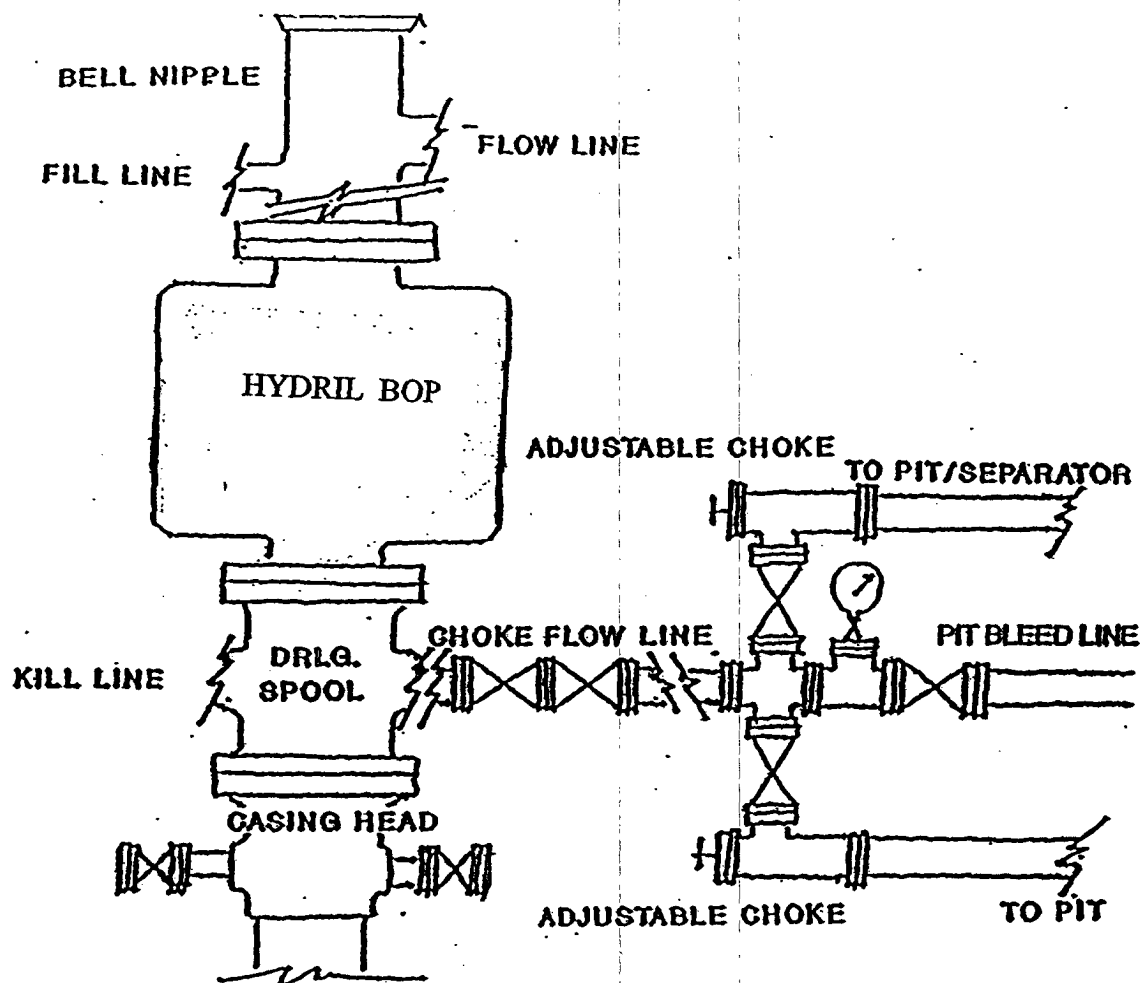 BELL NIPPLE
FLOW LINE
FILL LINE
HYDRIL BOP
ADJUSTABLE CHOKE
TO PIT/SEPARATOR
CHOKE FLOW LINE
PIT BLEED LINE
KILL LINE
DRLG.
SPOOL
CASING HEAD
ADJUSTABLE CHOKE
TO PIT